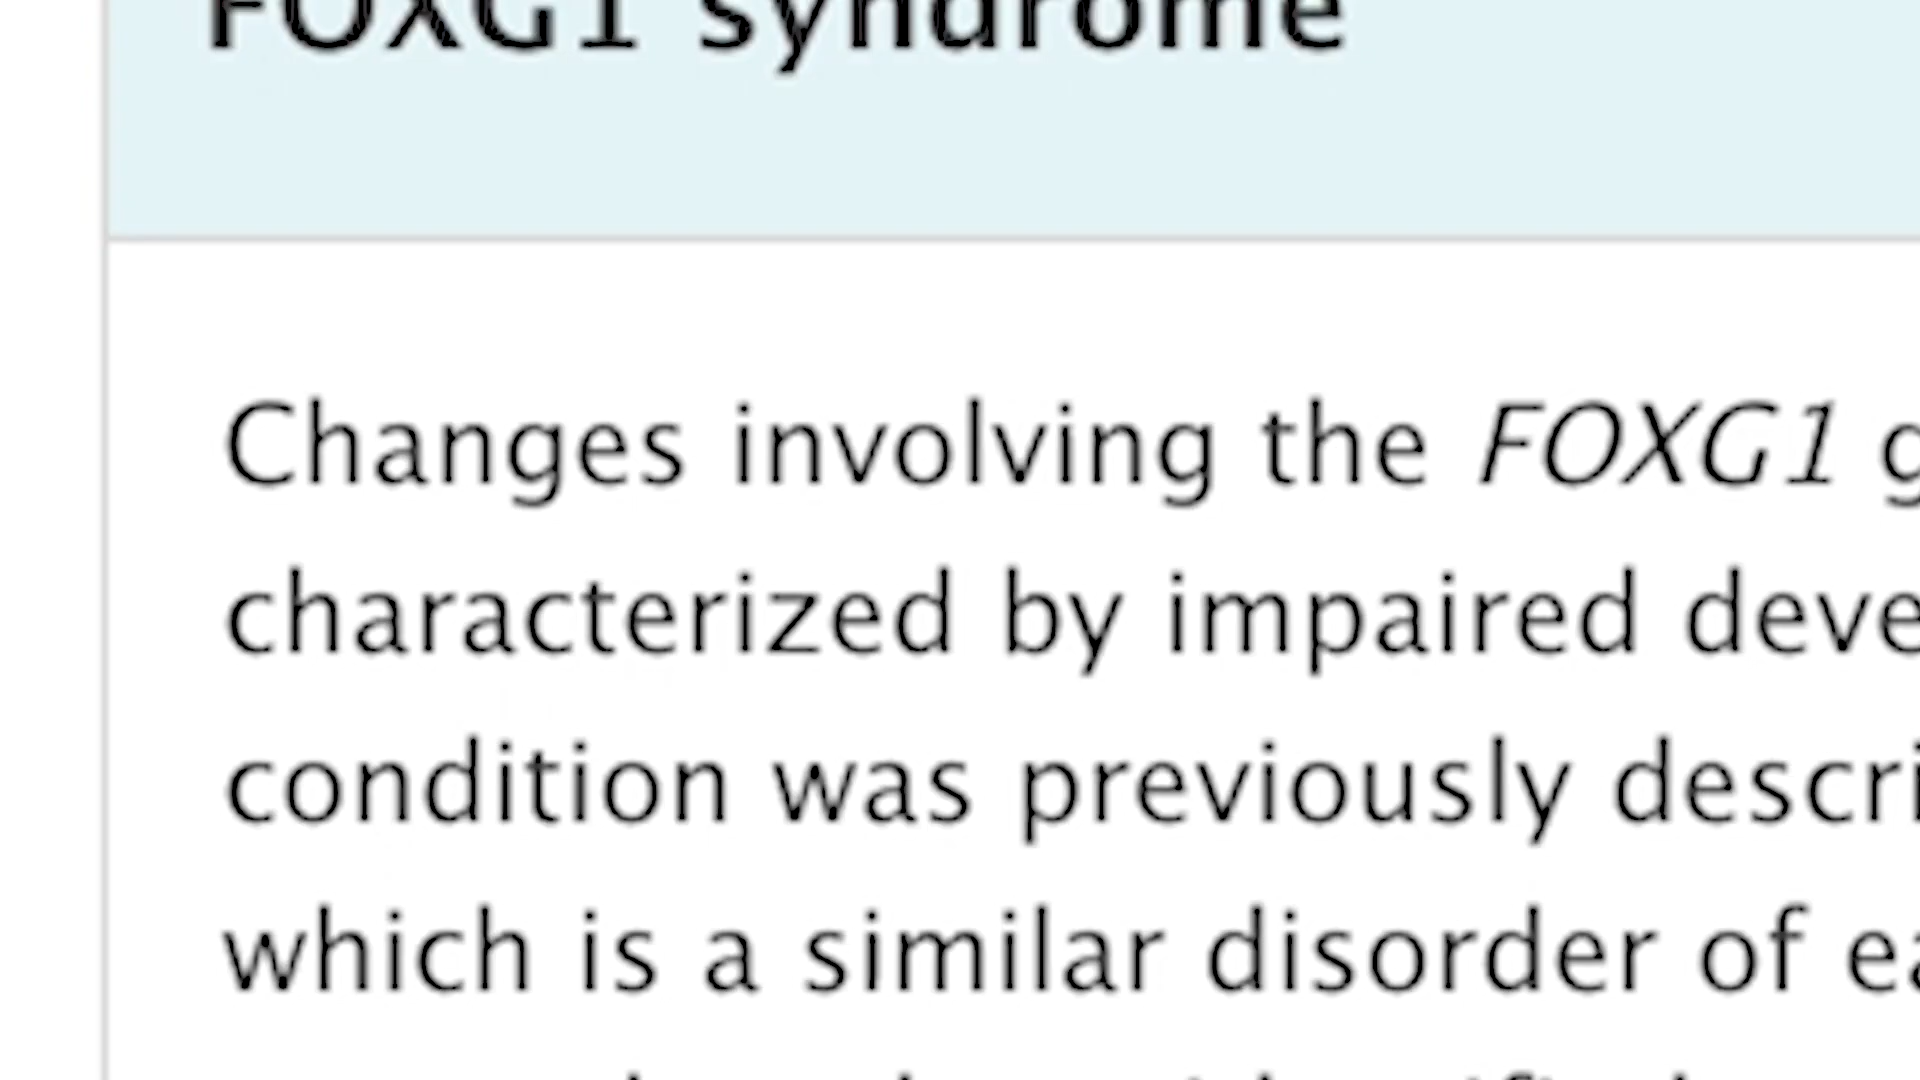 FOXG1 syndrome
Changes involving the FOXG1 g
characterized by impaired deve
condition was previously descri
which is a similar disorder of ea